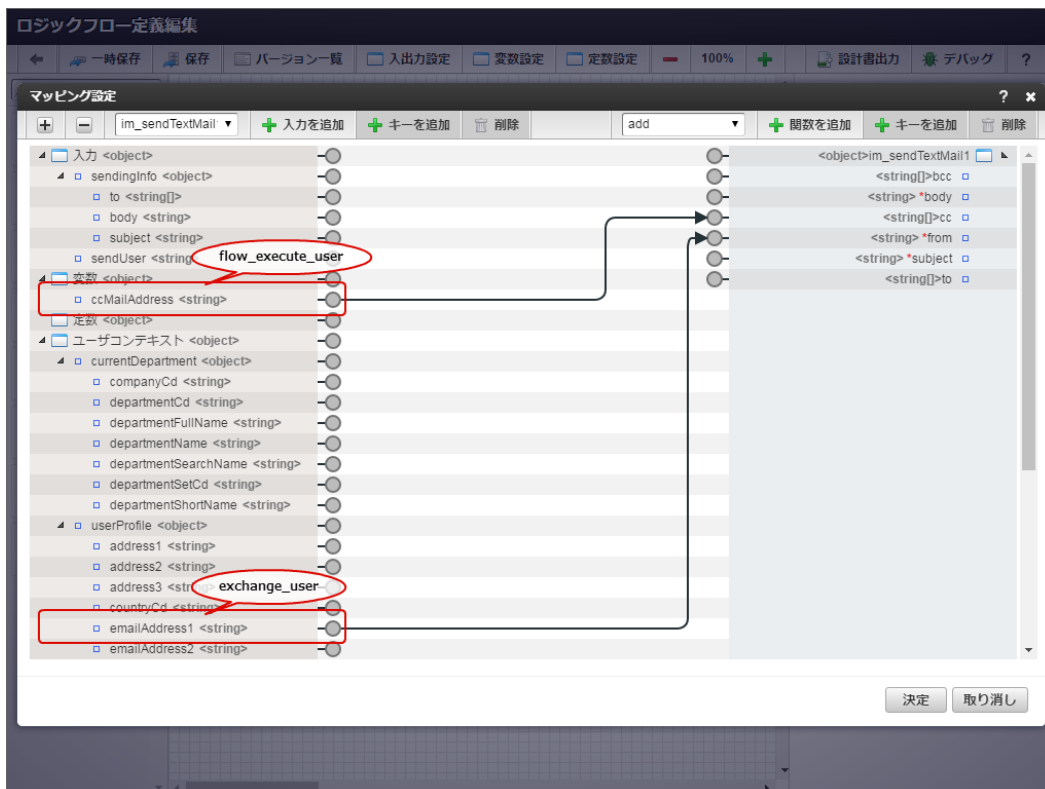 ロジックフロー定義編集
一時保存 保存 バージョン一覧 入出力設定 変数設定 定数設定 100% 設計書出力 デバッグ ?
マッピング設定 ?
im_sendTextMail 入力を追加 キーを追加 削除 add 関数を追加 キーを追加 削除
入力 <object> <object>im_sendTextMail1
sendingInfo <object> <string[]>bcc
to <string[]> <string> *body
body <string> <string[]>cc
subject <string> <string> *from
sendUser <string flow_execute_user <string> *subject
変数 <object> <string[]>to
ccMailAddress <string>
定数 <object>
ユーザコンテキスト <object>
currentDepartment <object>
companyCd <string>
departmentCd <string>
departmentFullName <string>
departmentName <string>
departmentSearchName <string>
departmentSetCd <string>
departmentShortName <string>
userProfile <object>
address1 <string>
address2 <string>
address3 <string> exchange_user
countryCd <string>
emailAddress1 <string>
emailAddress2 <string>
決定 取り消し